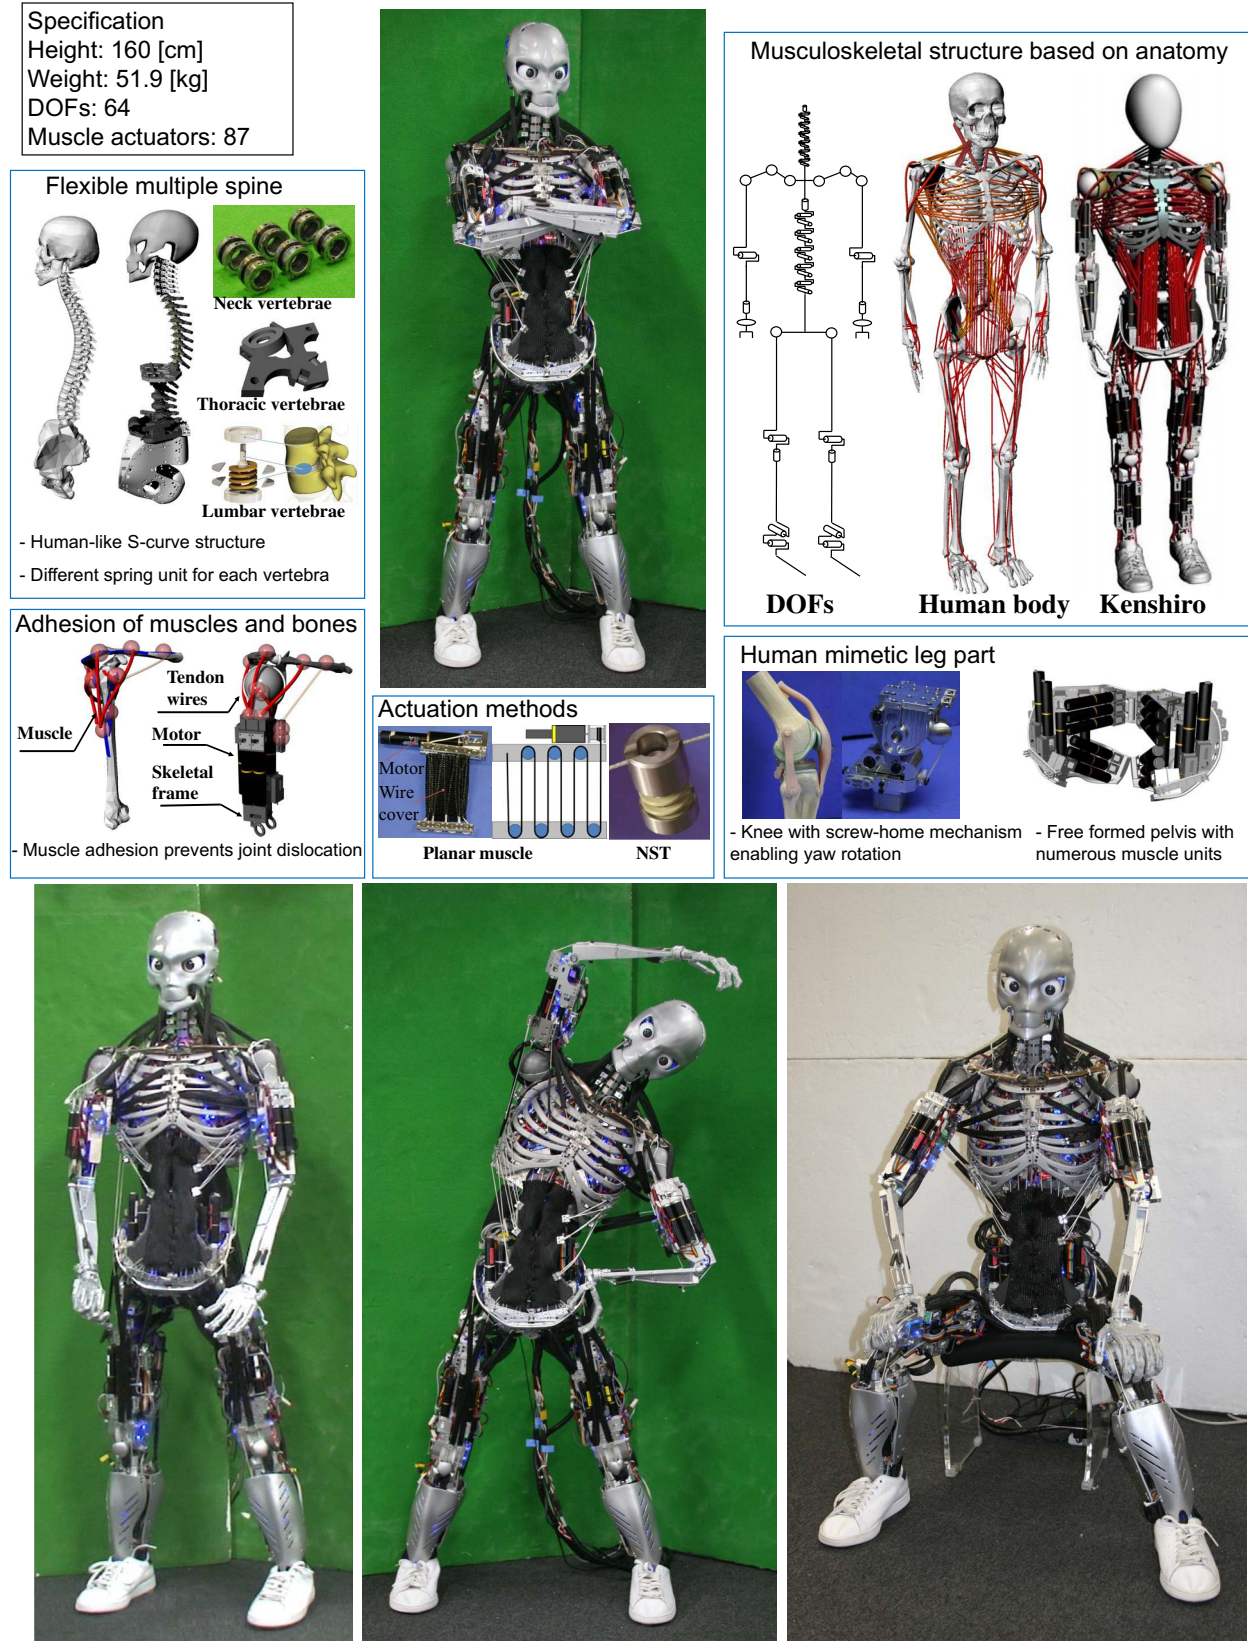 Specification
Height: 160 [cm]
Weight: 51.9 [kg]
DOFs: 64
Muscle actuators: 87
Flexible multiple spine
Neck vertebrae
Thoracic vertebrae
Lumbar vertebrae
- Human-like S-curve structure
- Different spring unit for each vertebra
Adhesion of muscles and bones
Tendon
wires
Muscle
Motor
Skeletal
frame
- Muscle adhesion prevents joint dislocation
Actuation methods
Motor
Wire
cover
Planar muscle
NST
Musculoskeletal structure based on anatomy
DOFs
Human body
Kenshiro
Human mimetic leg part
- Knee with screw-home mechanism
enabling yaw rotation
- Free formed pelvis with
numerous muscle units